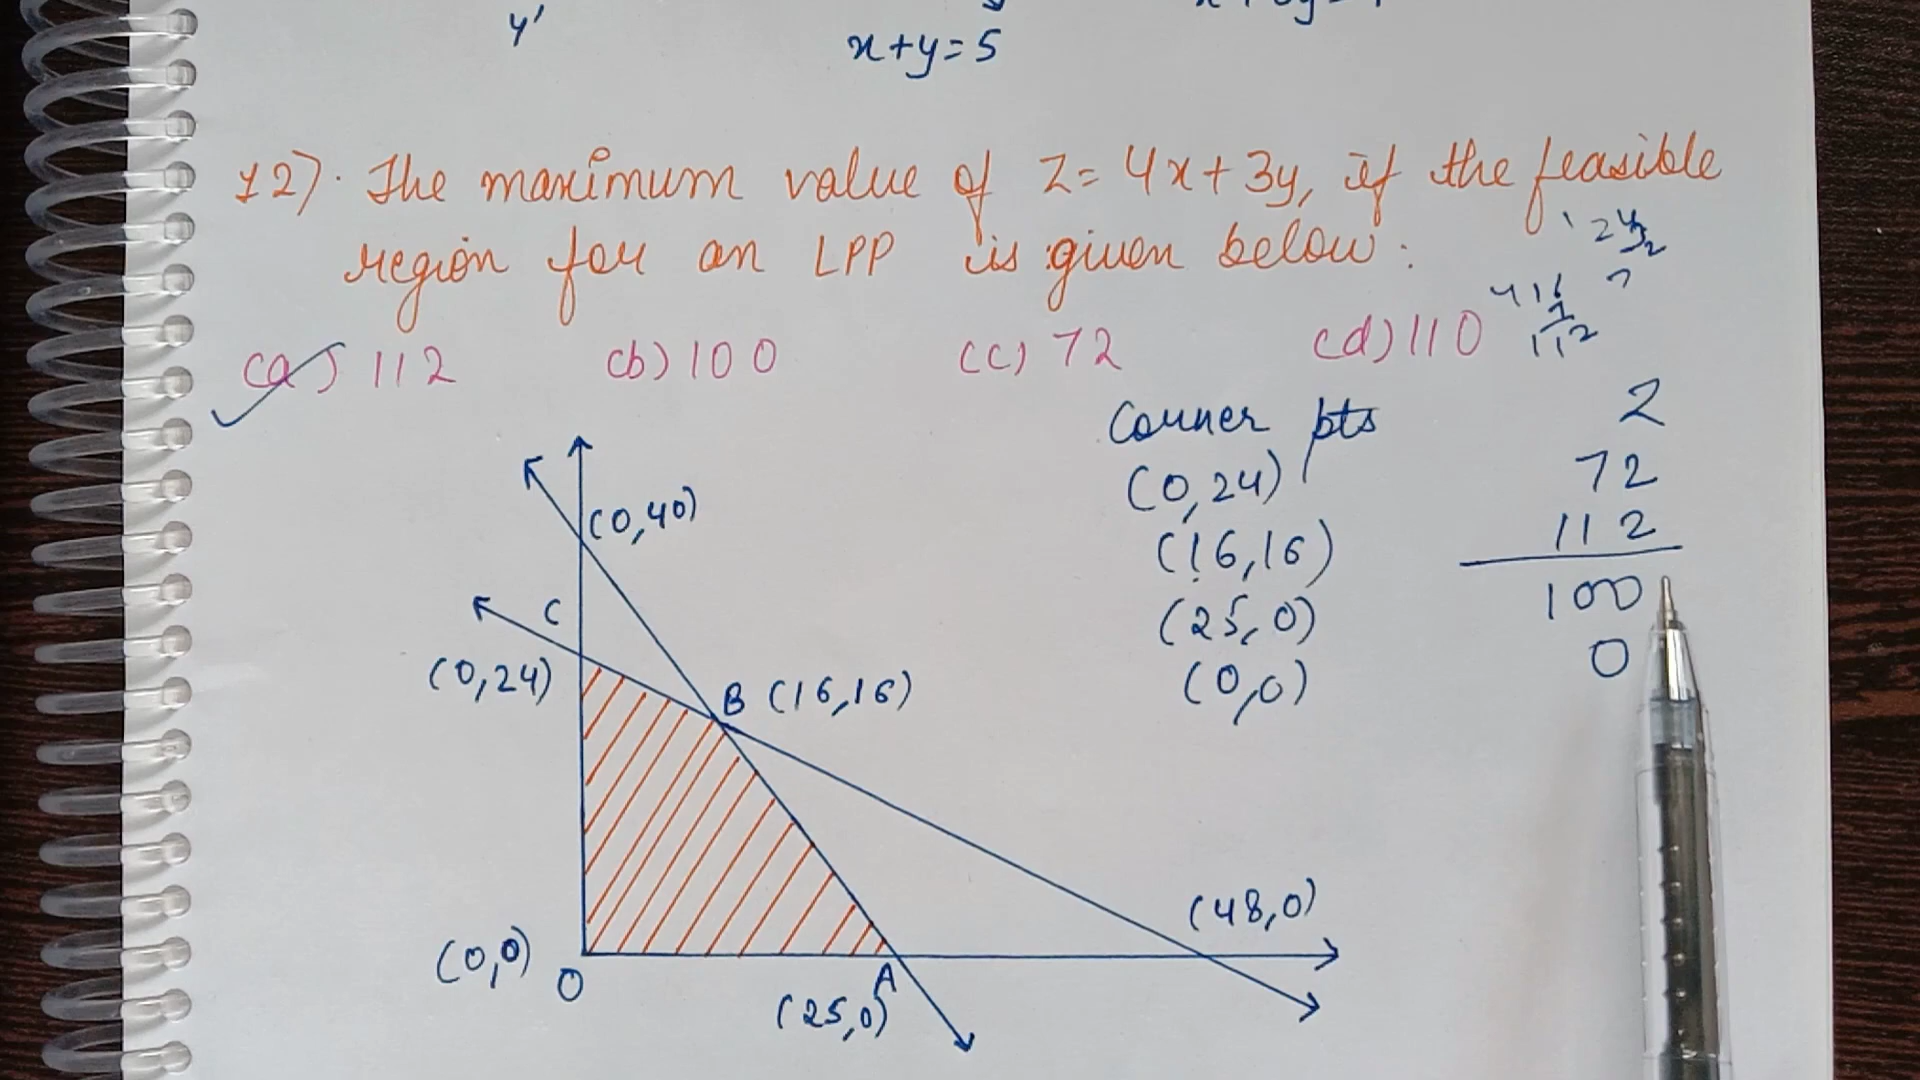 y'
x+y=5
12). The maximum value of Z=4x+3y, if the feasible
region for an LPP is given below:
(a) 112 (b) 100 (c) 72 (d) 110
Corner pts Z
(0,24) 72
(16,16) 112
(25,0) 100
(0,0) 0
(0,40)
C
(0,24)
B (16,16)
(48,0)
(0,0)
O
A
(25,0)